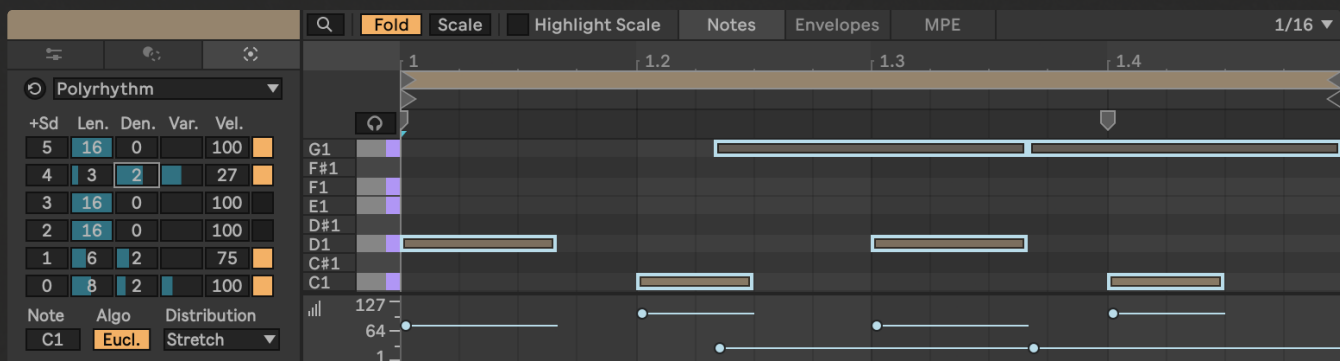 Fold Scale Highlight Scale Notes Envelopes MPE 1/16
1 1.2 1.3 1.4
Polyrhythm
+Sd Len. Den. Var. Vel.
5 16 0 100
4 3 2 27
3 16 0 100
2 16 0 100
1 6 2 75
0 8 2 100
Note Algo Distribution
C1 Eucl. Stretch
G1
F#1
F1
E1
D#1
D1
C#1
C1
127
64
1